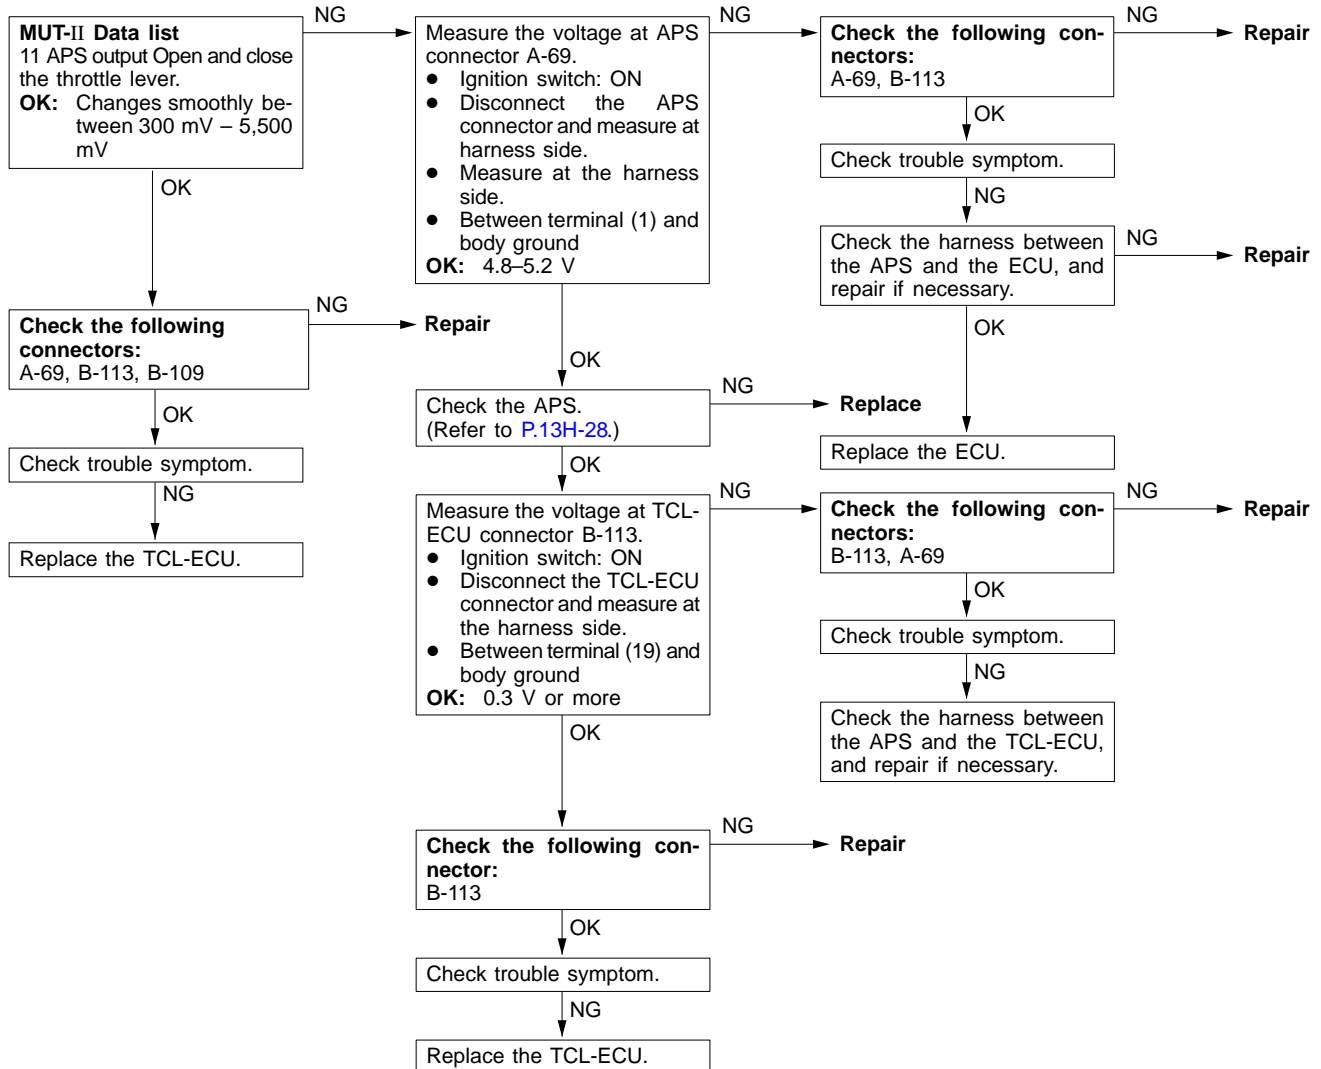 MUT-II Data list
11 APS output Open and close
the throttle lever.
OK: Changes smoothly be-
tween 300 mV – 5,500
mV
NG
OK
Check the following
connectors:
A-69, B-113, B-109
NG
Repair
OK
Check trouble symptom.
NG
Replace the TCL-ECU.
Measure the voltage at APS
connector A-69.
● Ignition switch: ON
● Disconnect the APS
connector and measure at
harness side.
● Measure at the harness
side.
● Between terminal (1) and
body ground
OK: 4.8–5.2 V
NG
OK
Check the APS.
(Refer to P.13H-28.)
NG
Replace
OK
Measure the voltage at TCL-
ECU connector B-113.
● Ignition switch: ON
● Disconnect the TCL-ECU
connector and measure at
the harness side.
● Between terminal (19) and
body ground
OK: 0.3 V or more
NG
OK
Check the following con-
nector:
B-113
NG
Repair
OK
Check trouble symptom.
NG
Replace the TCL-ECU.
Check the following con-
nectors:
A-69, B-113
NG
Repair
OK
Check trouble symptom.
NG
Check the harness between
the APS and the ECU, and
repair if necessary.
NG
Repair
OK
Replace the ECU.
Check the following con-
nectors:
B-113, A-69
NG
Repair
OK
Check trouble symptom.
NG
Check the harness between
the APS and the TCL-ECU,
and repair if necessary.